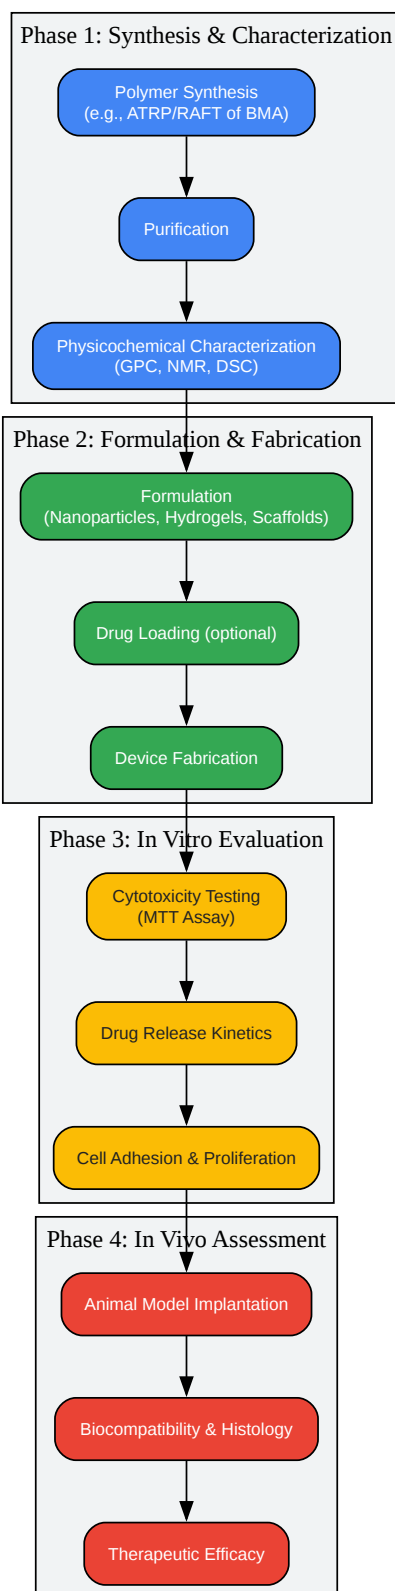 Phase 1: Synthesis & Characterization
Polymer Synthesis
(e.g., ATRP/RAFT of BMA)
Purification
Physicochemical Characterization
(GPC, NMR, DSC)
Phase 2: Formulation & Fabrication
Formulation
(Nanoparticles, Hydrogels, Scaffolds)
Drug Loading (optional)
Device Fabrication
Phase 3: In Vitro Evaluation
Cytotoxicity Testing
(MTT Assay)
Drug Release Kinetics
Cell Adhesion & Proliferation
Phase 4: In Vivo Assessment
Animal Model Implantation
Biocompatibility & Histology
Therapeutic Efficacy